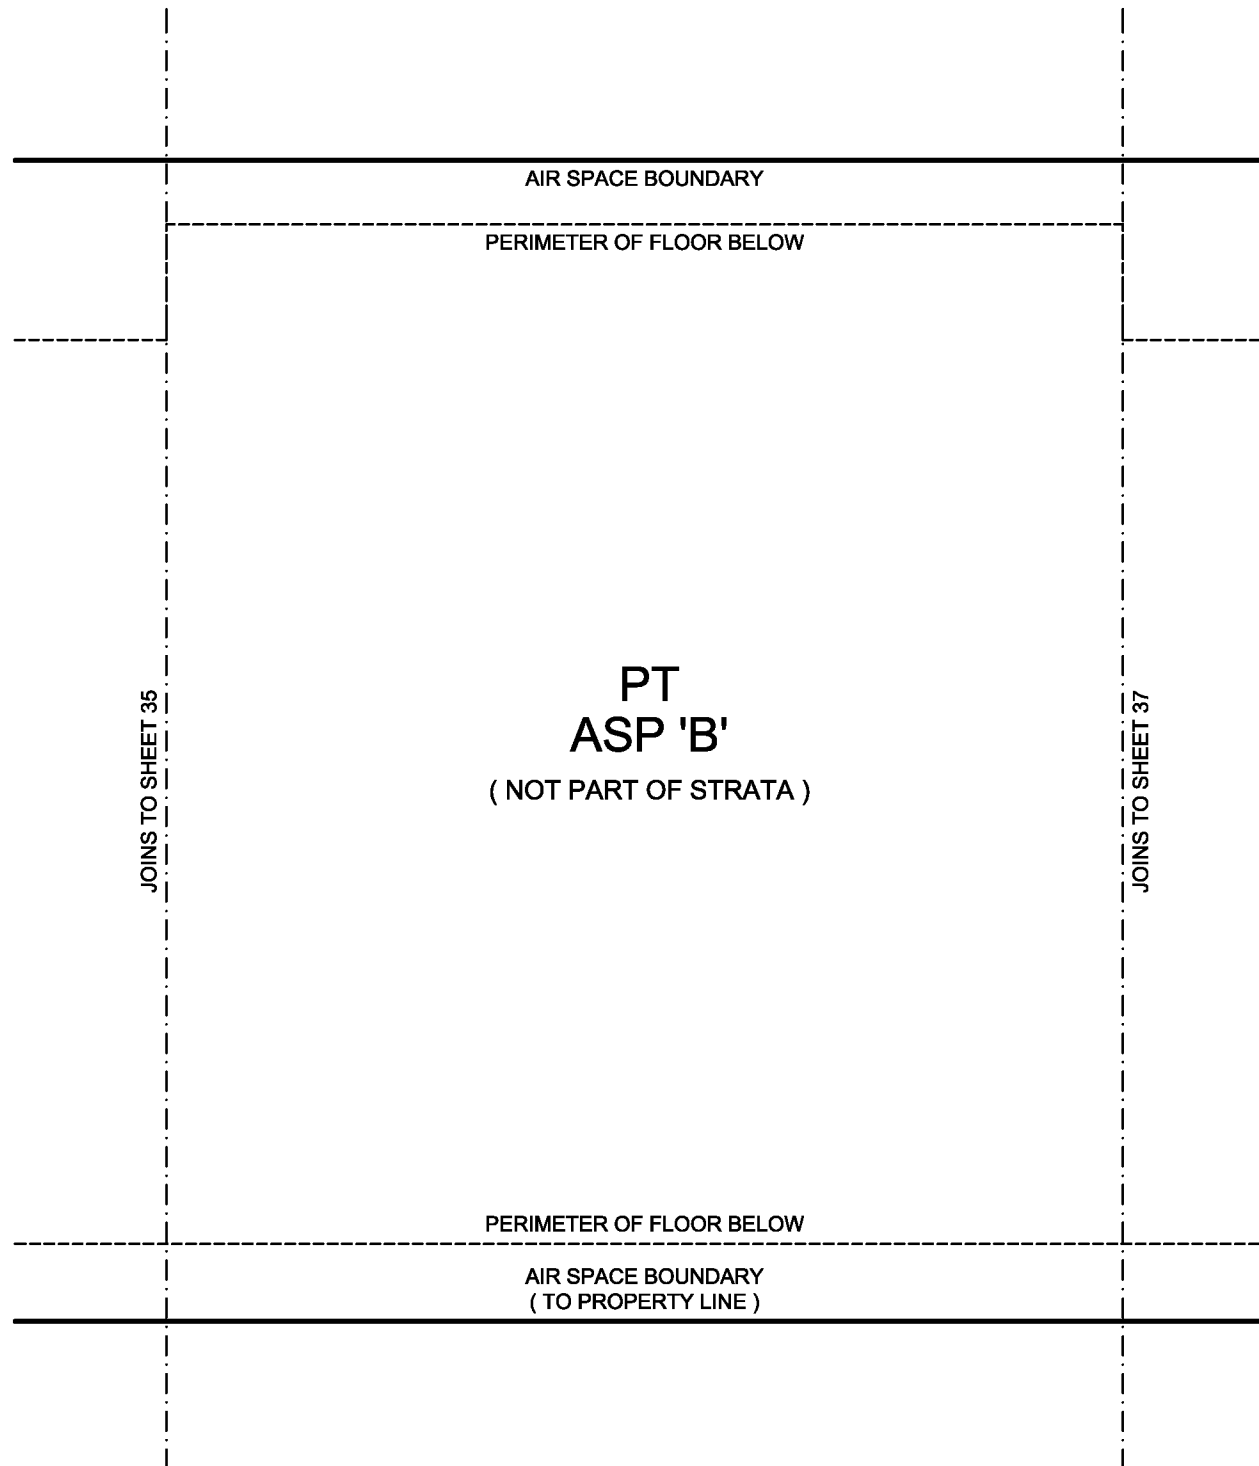 AIR SPACE BOUNDARY
PERIMETER OF FLOOR BELOW
JOINS TO SHEET 35
PT
ASP 'B'
( NOT PART OF STRATA )
JOINS TO SHEET 37
PERIMETER OF FLOOR BELOW
AIR SPACE BOUNDARY
( TO PROPERTY LINE )